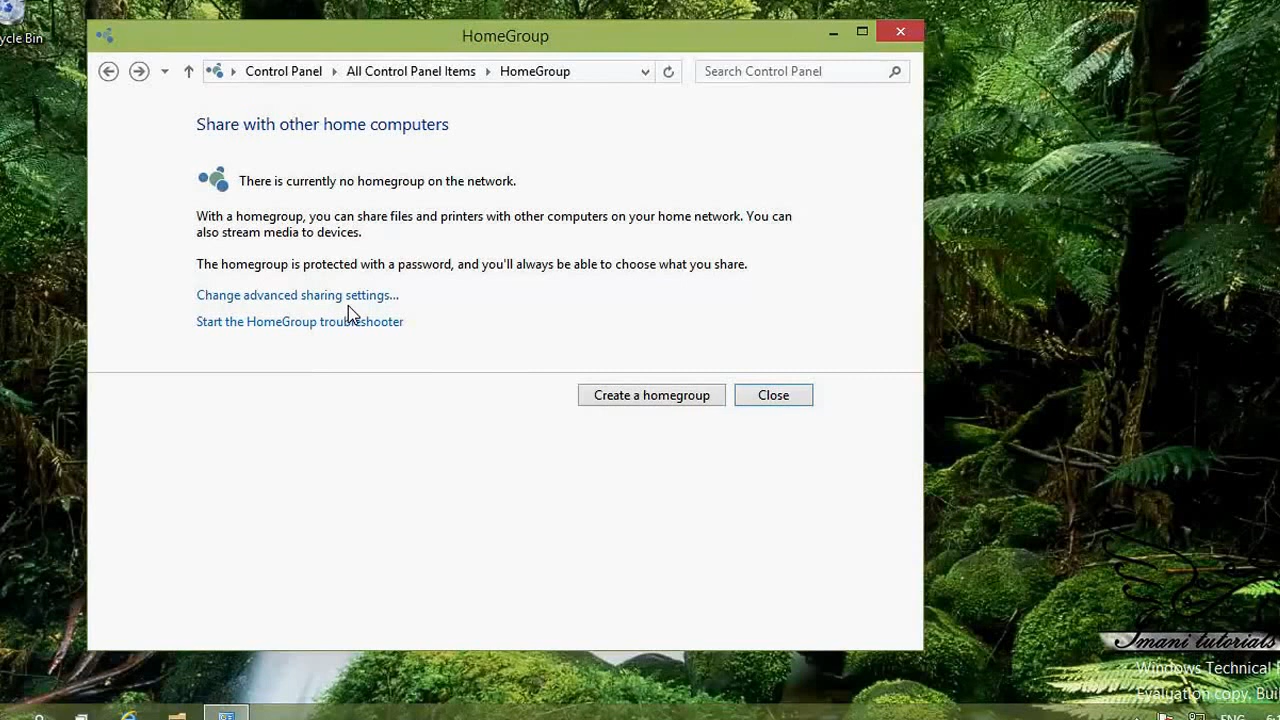 ycle Bin
HomeGroup
Control Panel
All Control Panel Items
HomeGroup
Search Control Panel
Share with other home computers
There is currently no homegroup on the network.
With a homegroup, you can share files and printers with other computers on your home network. You can
also stream media to devices.
The homegroup is protected with a password, and you'll always be able to choose what you share.
Change advanced sharing settings...
Start the HomeGroup troubleshooter
Create a homegroup
Close
Imani tutorials
Windows Technical
Evaluation copy. Bui
ENG